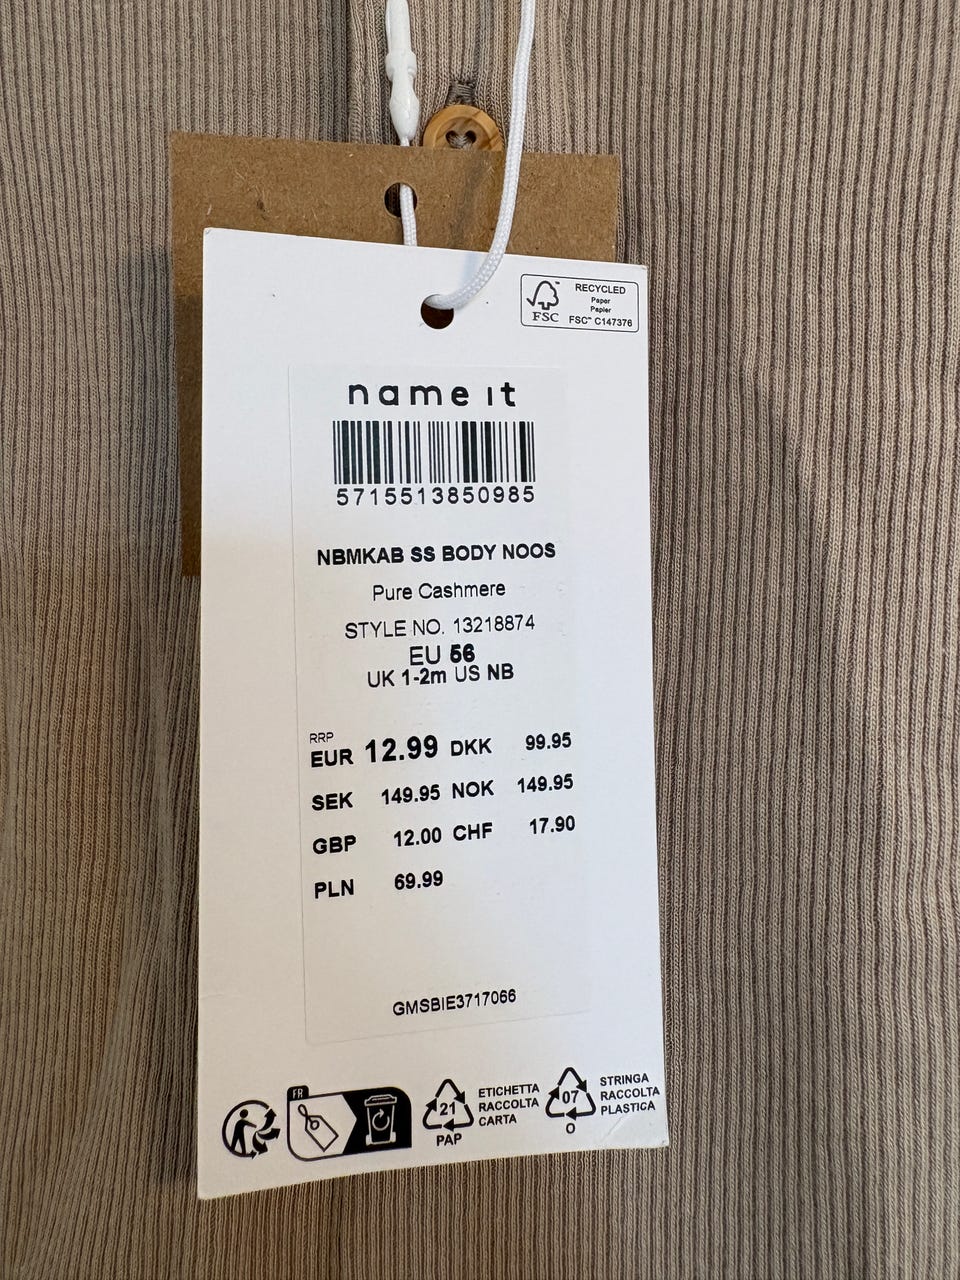 RECYCLED
Paper
Papier
FSC™ C147376
FSC
name it
5715513850985
NBMKAB SS BODY NOOS
Pure Cashmere
STYLE NO. 13218874
EU 56
UK 1-2m US NB
RRP
EUR 12.99 DKK 99.95
SEK 149.95 NOK 149.95
GBP 12.00 CHF 17.90
PLN 69.99
GMSBIE3717066
FR
21
PAP
ETICHETTA
RACCOLTA
CARTA
07
O
STRINGA
RACCOLTA
PLASTICA